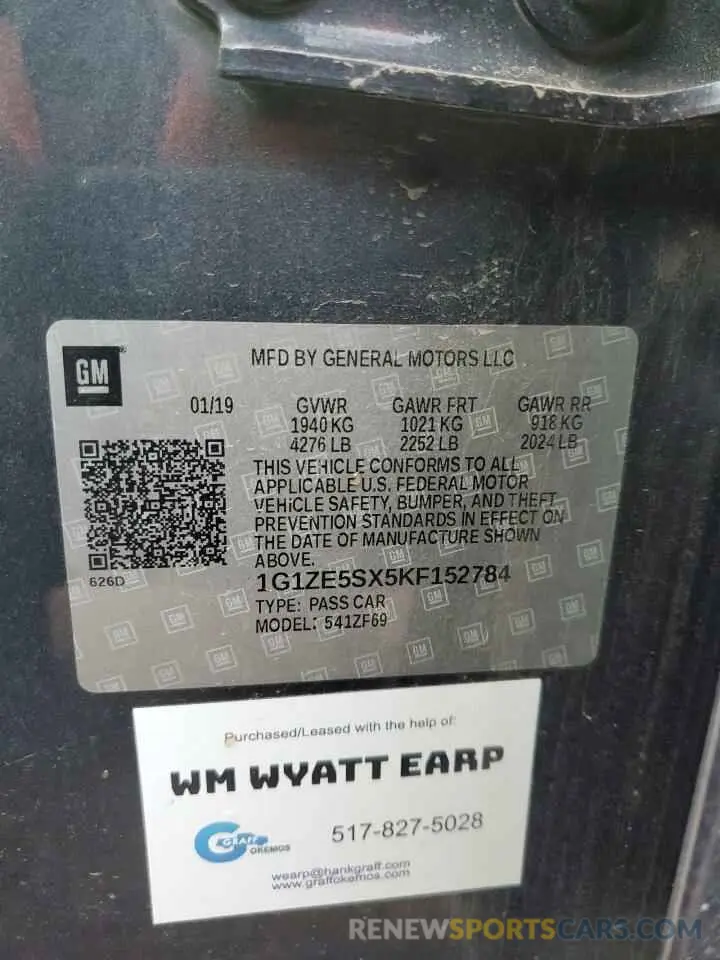 GM
MFD BY GENERAL MOTORS LLC
01/19 GVWR GAWR FRT GAWR RR
1940 KG 1021 KG 918 KG
4276 LB 2252 LB 2024 LB
THIS VEHICLE CONFORMS TO ALL
APPLICABLE U.S. FEDERAL MOTOR
VEHICLE SAFETY, BUMPER, AND THEFT
PREVENTION STANDARDS IN EFFECT ON
THE DATE OF MANUFACTURE SHOWN
ABOVE.
626D
1G1ZE5SX5KF152784
TYPE: PASS CAR
MODEL: 541ZF69
Purchased/Leased with the help of:
WM WYATT EARP
GRAFF
OKEMOS
517-827-5028
wearp@hankgraff.com
www.graffokemos.com
RENEWSPORTSCARS3.COM